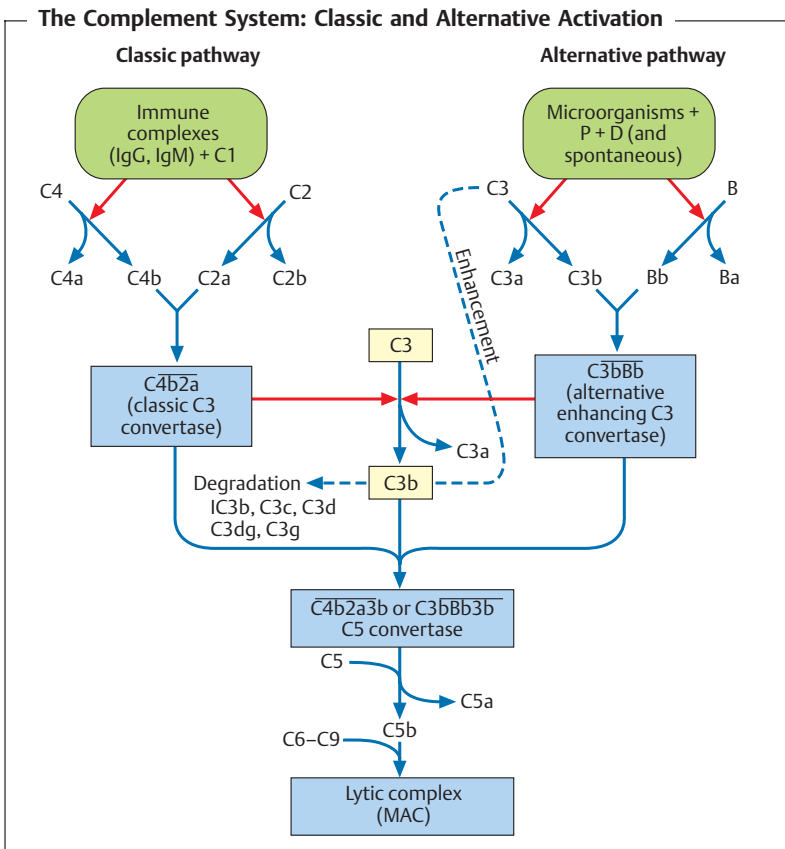 The Complement System: Classic and Alternative Activation
Classic pathway
Alternative pathway
Immune
complexes
(IgG, IgM) + C1
Microorganisms +
P + D (and
spontaneous)
C4
C2
C3
B
C4a
C4b
C2a
C2b
C3a
C3b
Bb
Ba
Enhancement
C3
C4b2a
(classic C3
convertase)
C3bBb
(alternative
enhancing C3
convertase)
C3a
Degradation
C3b
IC3b, C3c, C3d
C3dg, C3g
C4b2a3b or C3bBb3b
C5 convertase
C5
C5a
C5b
C6–C9
Lytic complex
(MAC)